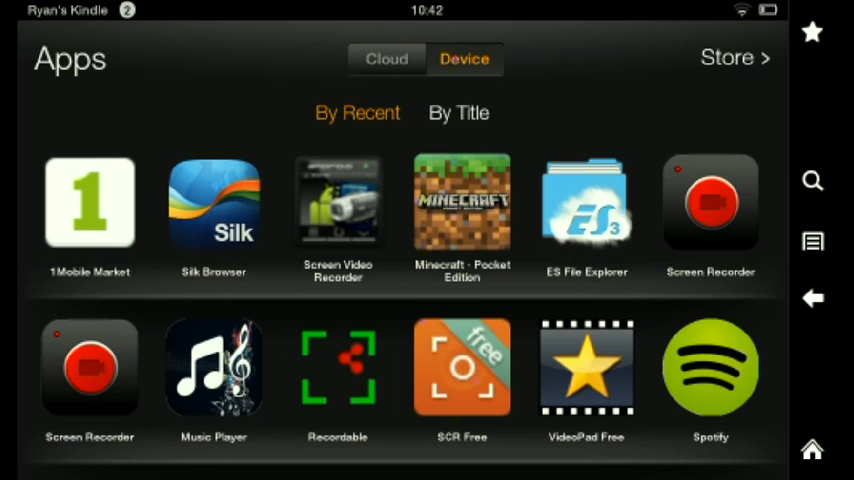 Ryan's Kindle 2 10:42
Apps Cloud Device Store >
By Recent By Title
1 Silk MINECRAFT ES 3
1Mobile Market Silk Browser Screen Video Recorder Minecraft - Pocket Edition ES File Explorer Screen Recorder
free
Screen Recorder Music Player Recordable SCR Free VideoPad Free Spotify